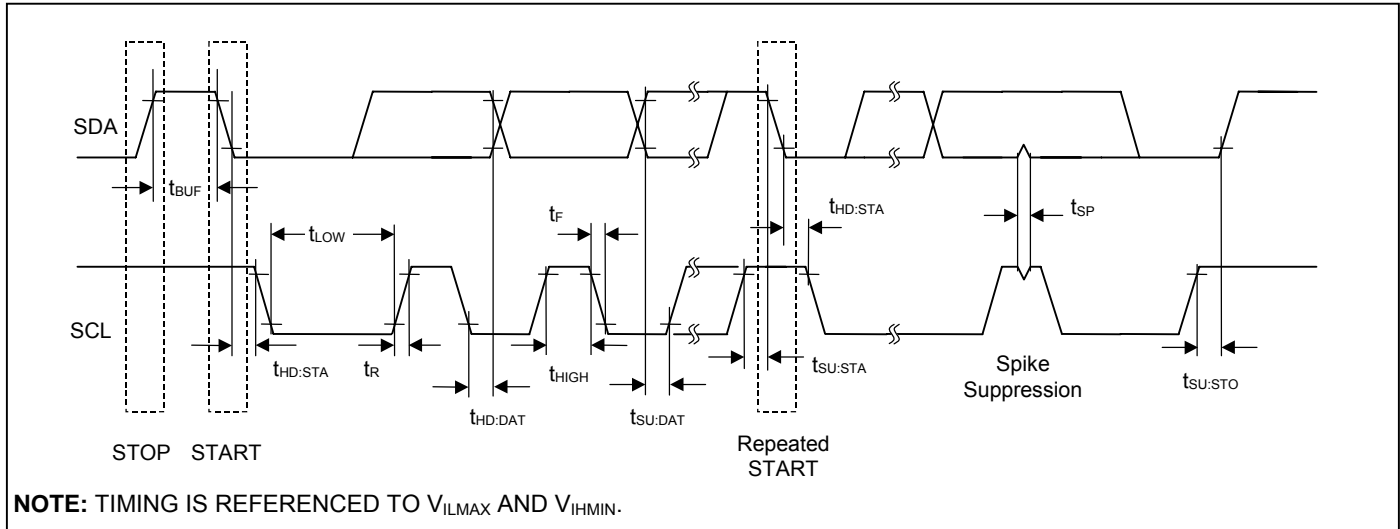 SDA
tBUF
tLOW
tF
tHD:STA
tSP
SCL
tHD:STA
tR
tHIGH
tSU:STA
Spike
Suppression
tSU:STO
tHD:DAT
tSU:DAT
STOP
START
Repeated
START
NOTE: TIMING IS REFERENCED TO VILMAX AND VIHMIN.